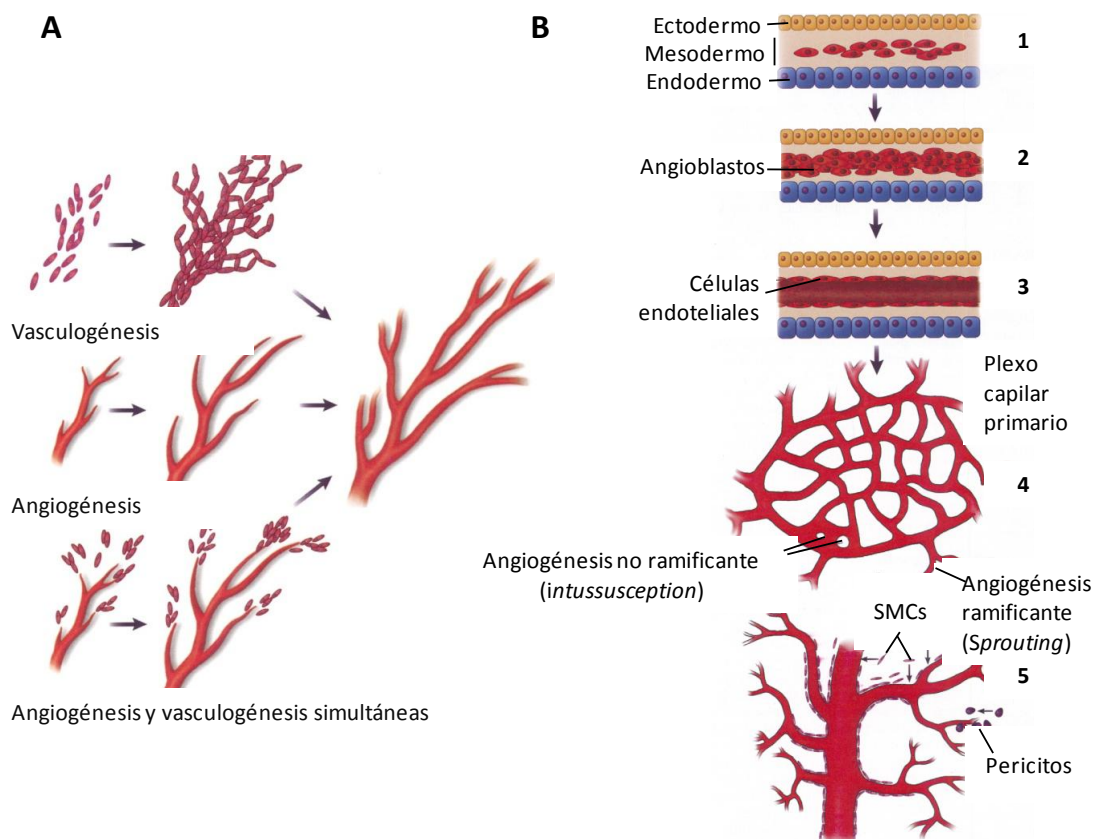 A
Vasculogénesis
Angiogénesis
Angiogénesis y vasculogénesis simultáneas
B
Ectodermo
Mesodermo
Endodermo
1
Angioblastos
2
Células
endoteliales
3
Plexo
capilar
primario
4
Angiogénesis no ramificante
(intussusception)
Angiogénesis
ramificante
(Sprouting)
SMCs
5
Pericitos